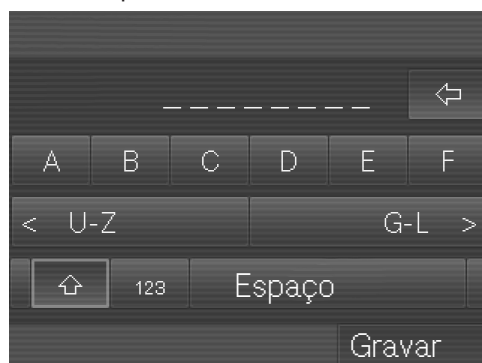 _ _ _ _ _ _ _ _ _
A B C D E F
< U-Z G-L >
123 Espaço
Gravar